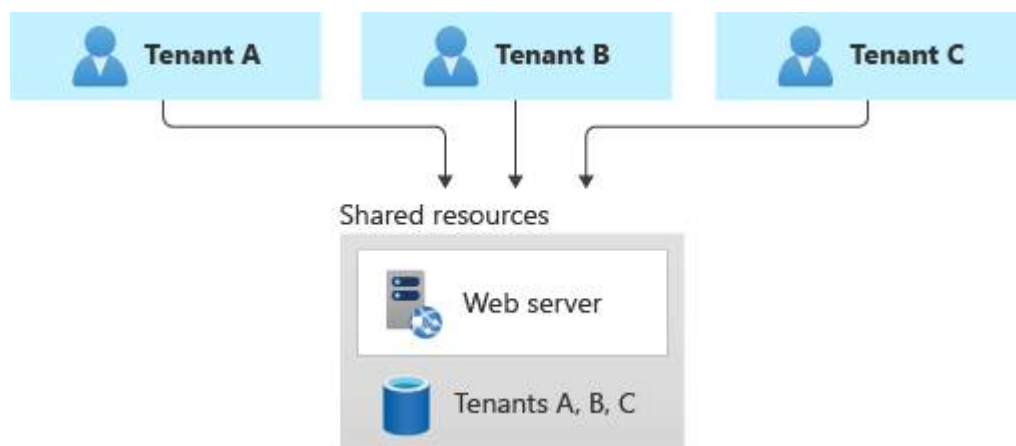 Tenant A
Tenant B
Tenant C
Shared resources
Web server
Tenants A, B, C